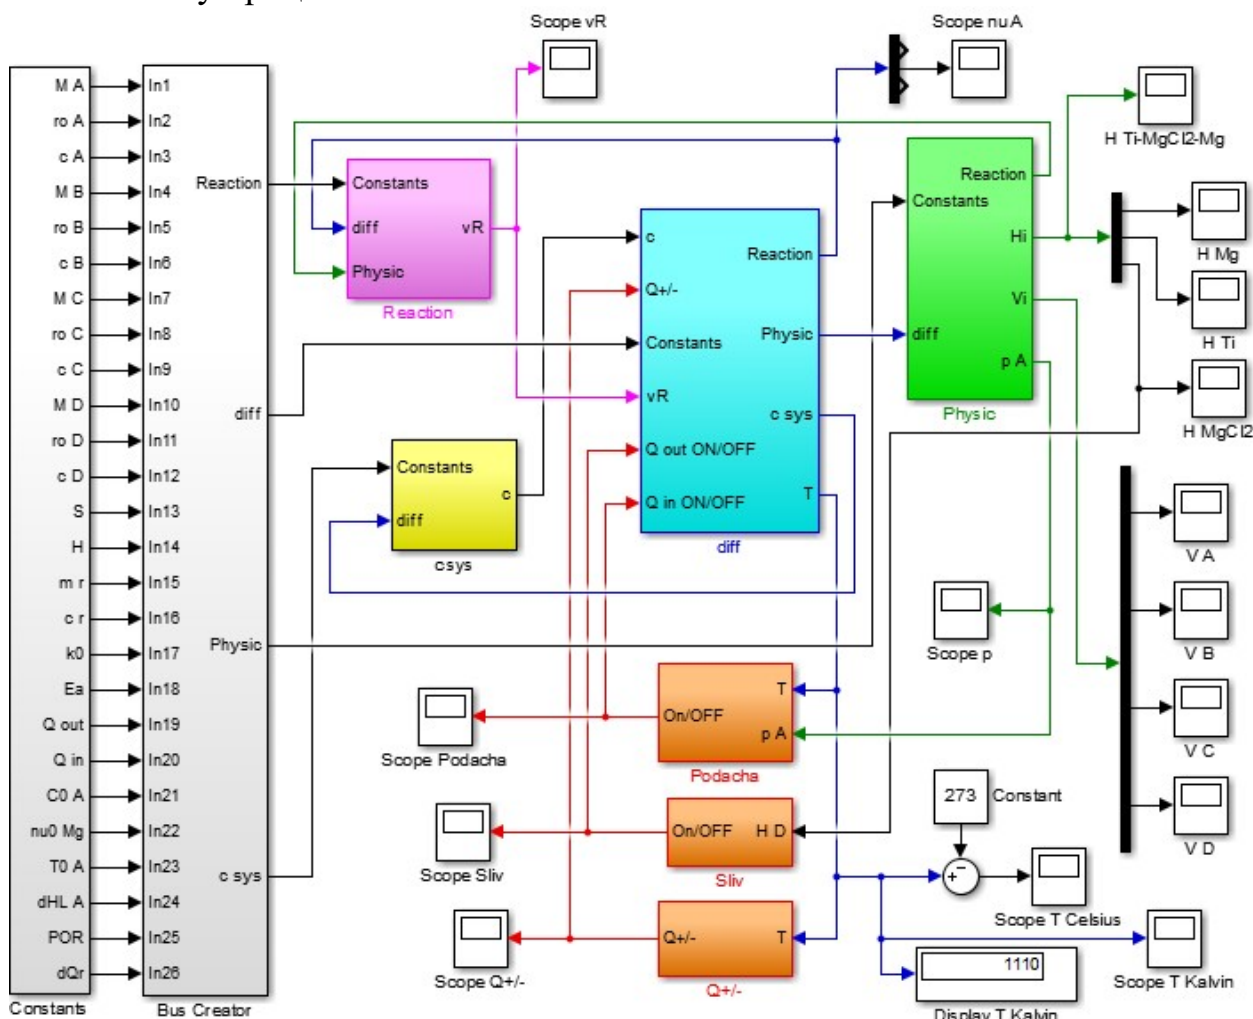 Scope vR
Scope nuA
M A
In1
ro A
In2
c A
In3
M B
In4
ro B
In5
c B
In6
M C
In7
ro C
In8
c C
In9
M D
In10
ro D
In11
c D
In12
S
In13
H
In14
m r
In15
c r
In16
k0
In17
Ea
In18
Q out
In19
Q in
In20
C0 A
In21
nu0 Mg
In22
T0 A
In23
dHL A
In24
POR
In25
dQr
In26
Constants
Reaction
diff
Physic
c sys
Bus Creator
Constants
diff
vR
Physic
Reaction
Constants
diff
c
csys
c
Q+/-
Constants
vR
Q out ON/OFF
Q in ON/OFF
Reaction
Physic
c sys
T
diff
Constants
diff
Reaction
Hi
Vi
p A
Physic
H Ti-MgCl2-Mg
H Mg
H Ti
H MgCl2
V A
V B
V C
V D
Scope p
T
On/OFF
p A
Podacha
Scope Podacha
On/OFF
H D
Sliv
Scope Sliv
Q+/-
T
Q+/-
Scope Q+/-
273
Constant
+
−
Scope T Celsius
Scope T Kalvin
1110
Display T Kalvin